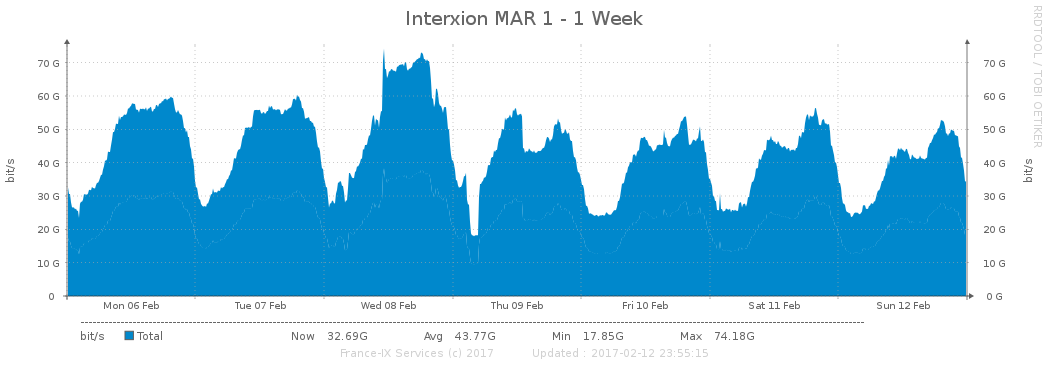 Interxion MAR 1 - 1 Week
RRDTOOL / TOBI OETIKER
bit/s
bit/s
70 G 70 G
60 G 60 G
50 G 50 G
40 G 40 G
30 G 30 G
20 G 20 G
10 G 10 G
0 0 G
Mon 06 Feb Tue 07 Feb Wed 08 Feb Thu 09 Feb Fri 10 Feb Sat 11 Feb Sun 12 Feb
bit/s Total Now 32.69G Avg 43.77G Min 17.85G Max 74.18G
France-IX Services (c) 2017 Updated : 2017-02-12 23:55:15